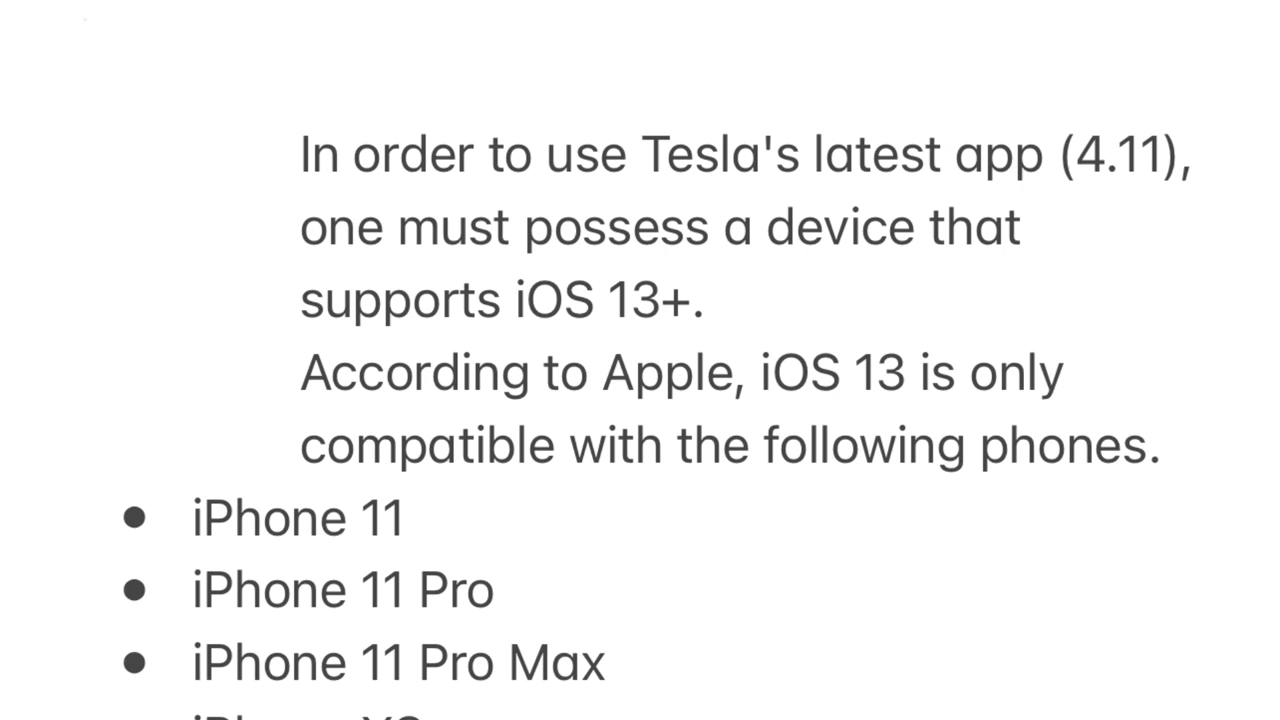 In order to use Tesla's latest app (4.11),
one must possess a device that
supports iOS 13+.
According to Apple, iOS 13 is only
compatible with the following phones.
• iPhone 11
• iPhone 11 Pro
• iPhone 11 Pro Max